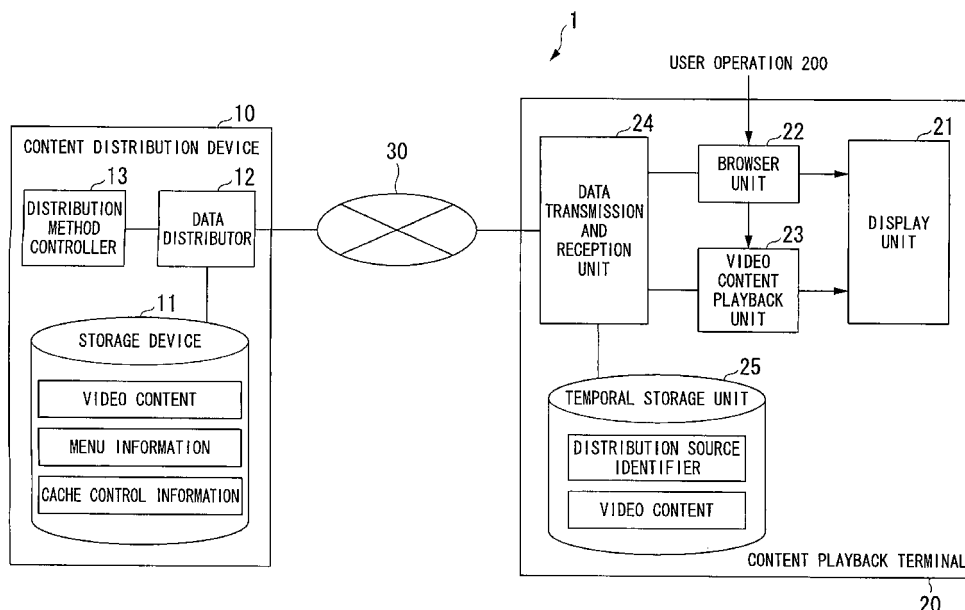 1
USER OPERATION 200
10
CONTENT DISTRIBUTION DEVICE
13
12
DISTRIBUTION
METHOD
CONTROLLER
DATA
DISTRIBUTOR
11
STORAGE DEVICE
VIDEO CONTENT
MENU INFORMATION
CACHE CONTROL INFORMATION
30
24
DATA
TRANSMISSION
AND
RECEPTION
UNIT
22
BROWSER
UNIT
23
VIDEO
CONTENT
PLAYBACK
UNIT
21
DISPLAY
UNIT
25
TEMPORAL STORAGE UNIT
DISTRIBUTION SOURCE
IDENTIFIER
VIDEO CONTENT
CONTENT PLAYBACK TERMINAL
20